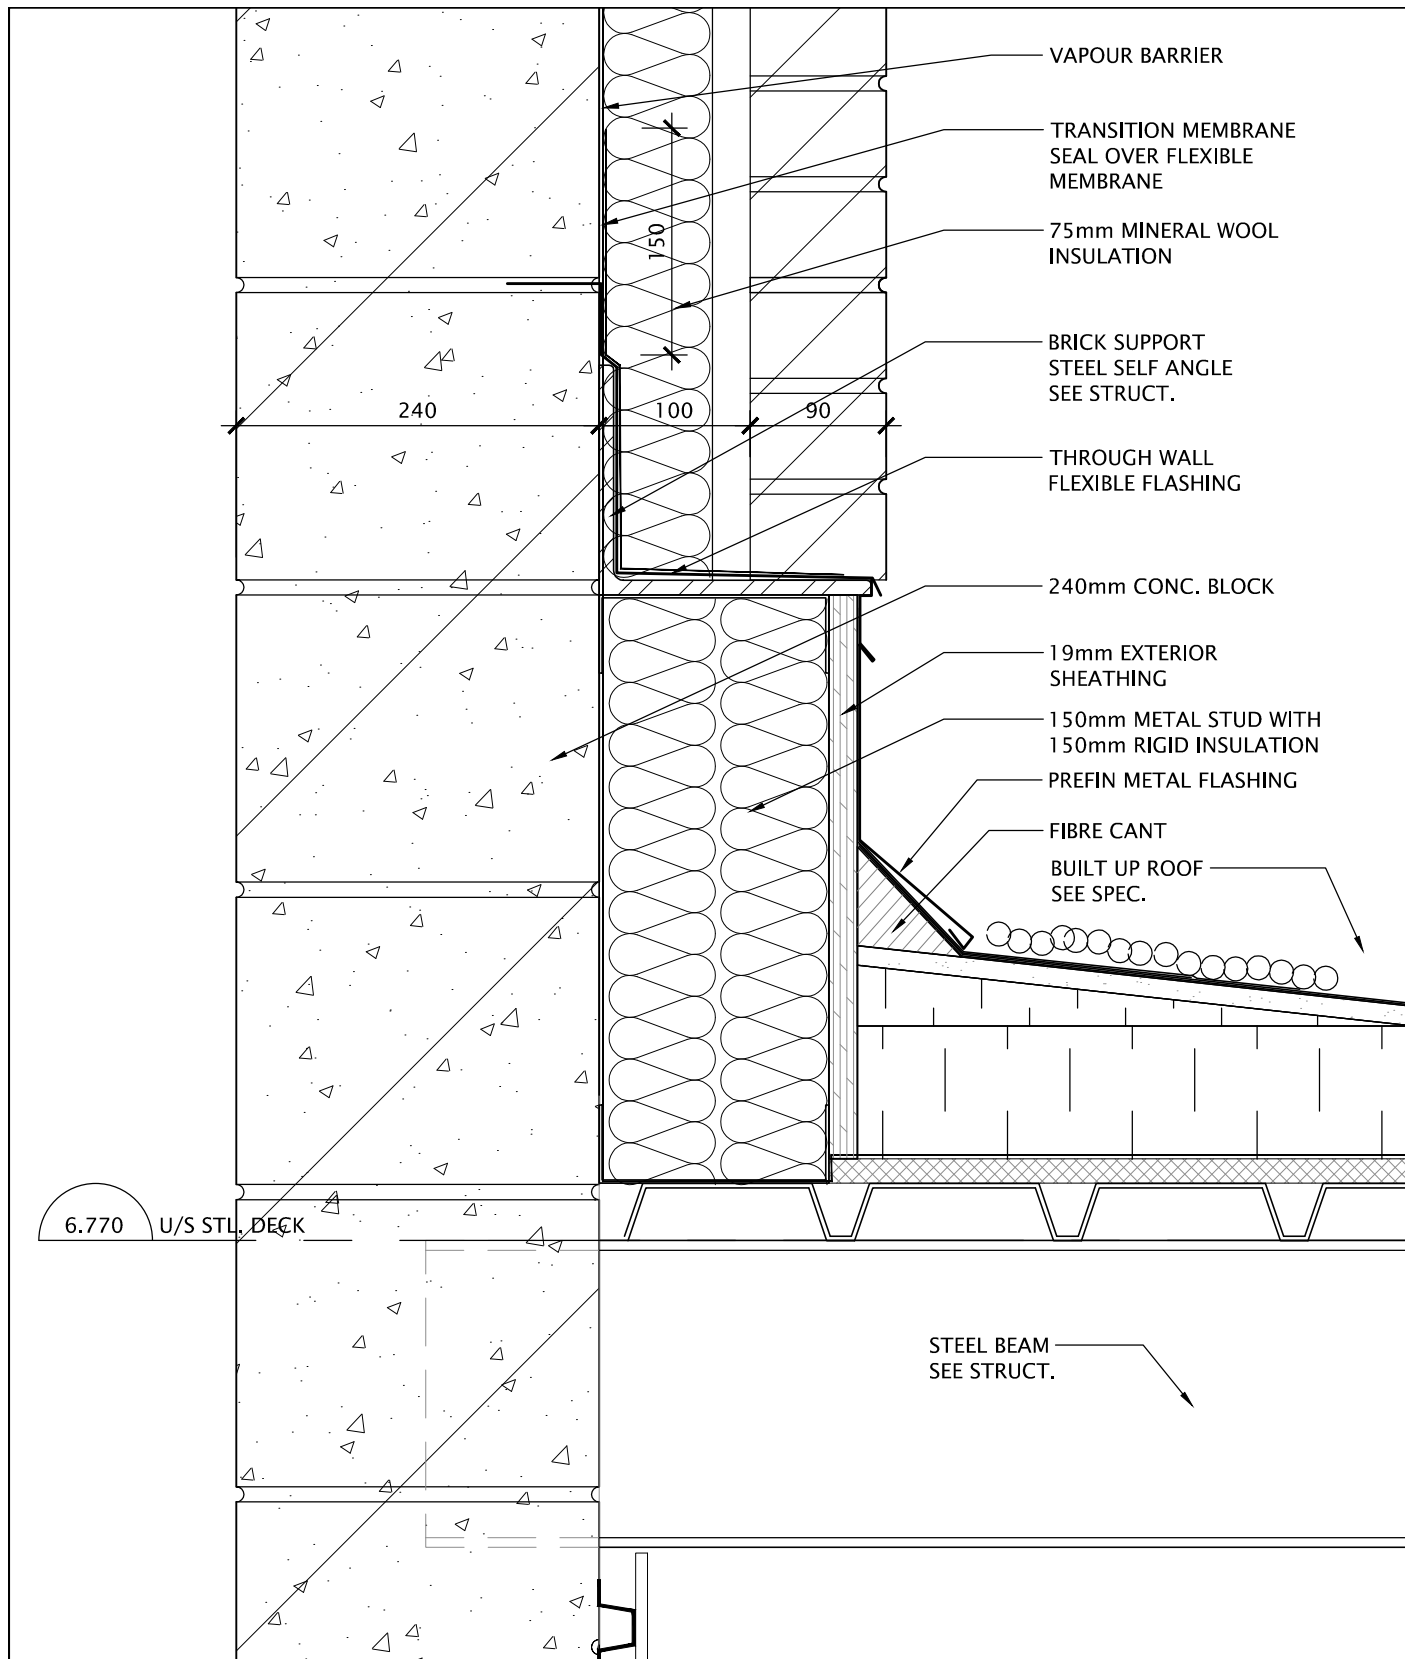 VAPOUR BARRIER
TRANSITION MEMBRANE
SEAL OVER FLEXIBLE
MEMBRANE
75mm MINERAL WOOL
INSULATION
150
BRICK SUPPORT
STEEL SELF ANGLE
SEE STRUCT.
240
100
90
THROUGH WALL
FLEXIBLE FLASHING
240mm CONC. BLOCK
19mm EXTERIOR
SHEATHING
150mm METAL STUD WITH
150mm RIGID INSULATION
PREFIN METAL FLASHING
FIBRE CANT
BUILT UP ROOF
SEE SPEC.
6.770 U/S STL. DECK
STEEL BEAM
SEE STRUCT.